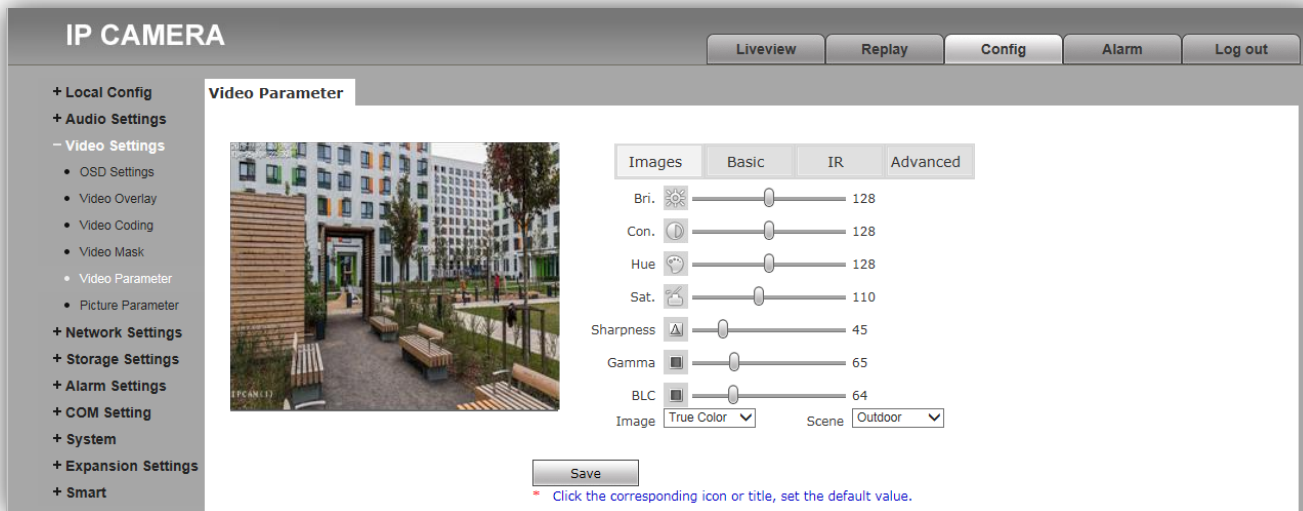 IP CAMERA
Liveview Replay Config Alarm Log out
+ Local Config
+ Audio Settings
− Video Settings
• OSD Settings
• Video Overlay
• Video Coding
• Video Mask
• Video Parameter
• Picture Parameter
+ Network Settings
+ Storage Settings
+ Alarm Settings
+ COM Setting
+ System
+ Expansion Settings
+ Smart
Video Parameter
IPCAM(1)
Images Basic IR Advanced
Bri. 128
Con. 128
Hue 128
Sat. 110
Sharpness 45
Gamma 65
BLC 64
Image True Color Scene Outdoor
Save
* Click the corresponding icon or title, set the default value.